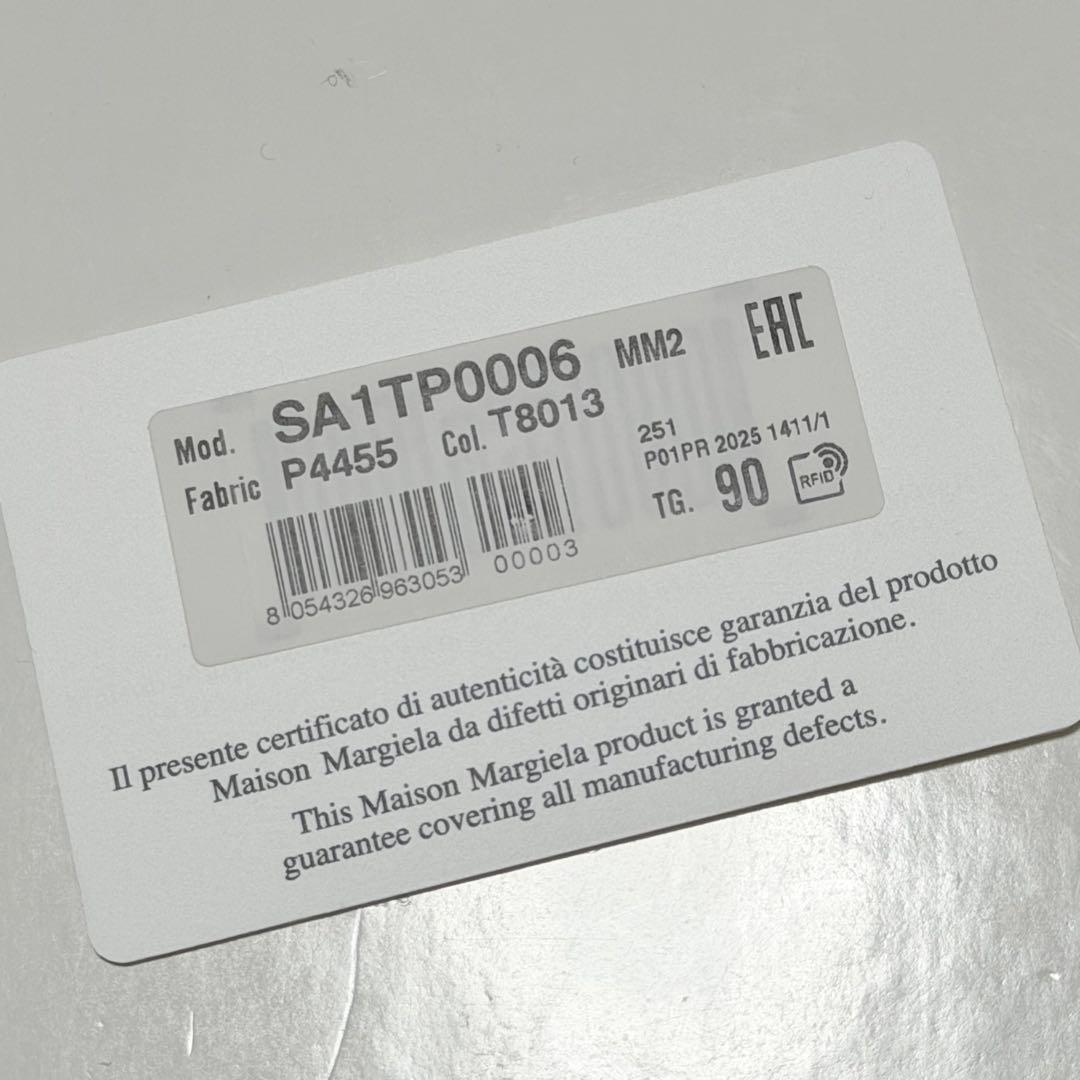 Mod. SA1TP0006 MM2 EAC
Fabric P4455 Col. T8013
251
P01PR 2025 1411/1
TG. 90 RFID
8 054326 963053 00003
Il presente certificato di autenticità costituisce garanzia del prodotto
Maison Margiela da difetti originari di fabbricazione.
This Maison Margiela product is granted a
guarantee covering all manufacturing defects.